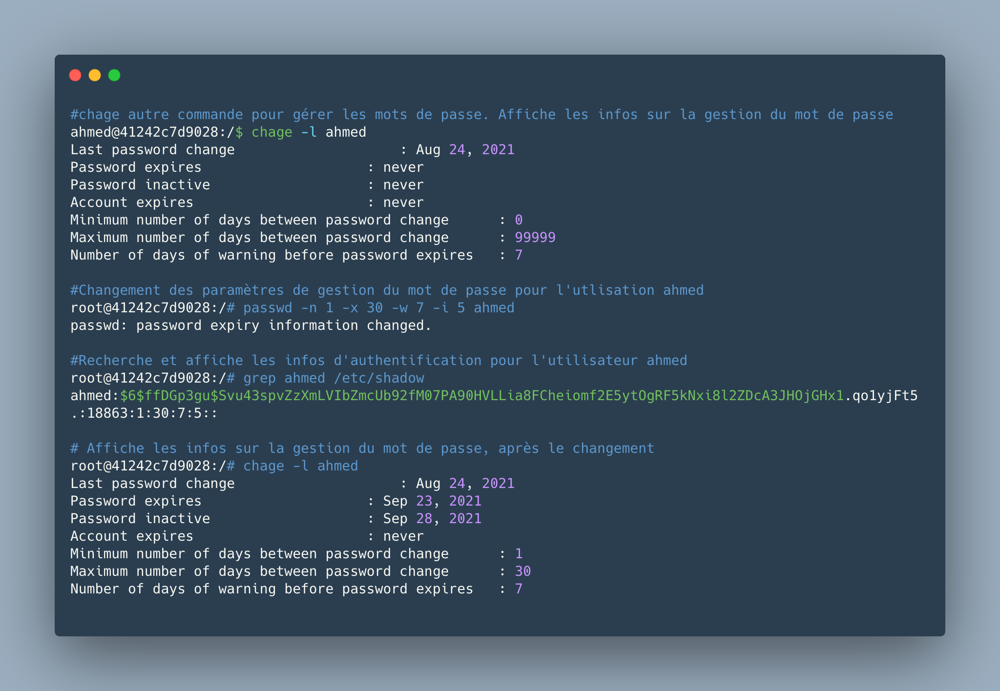 #chage autre commande pour gérer les mots de passe. Affiche les infos sur la gestion du mot de passe
ahmed@41242c7d9028:/$ chage -l ahmed
Last password change                    : Aug 24, 2021
Password expires                    : never
Password inactive                   : never
Account expires                     : never
Minimum number of days between password change      : 0
Maximum number of days between password change      : 99999
Number of days of warning before password expires   : 7

#Changement des paramètres de gestion du mot de passe pour l'utlisation ahmed
root@41242c7d9028:/# passwd -n 1 -x 30 -w 7 -i 5 ahmed
passwd: password expiry information changed.

#Recherche et affiche les infos d'authentification pour l'utilisateur ahmed
root@41242c7d9028:/# grep ahmed /etc/shadow
ahmed:$6$ffDGp3gu$Svu43spvZzXmLVIbZmcUb92fM07PA90HVLLia8FCheiomf2E5ytOgRF5kNxi8l2ZDcA3JHOjGHx1.qo1yjFt5
.:18863:1:30:7:5::

# Affiche les infos sur la gestion du mot de passe, après le changement
root@41242c7d9028:/# chage -l ahmed
Last password change                    : Aug 24, 2021
Password expires                    : Sep 23, 2021
Password inactive                   : Sep 28, 2021
Account expires                     : never
Minimum number of days between password change      : 1
Maximum number of days between password change      : 30
Number of days of warning before password expires   : 7